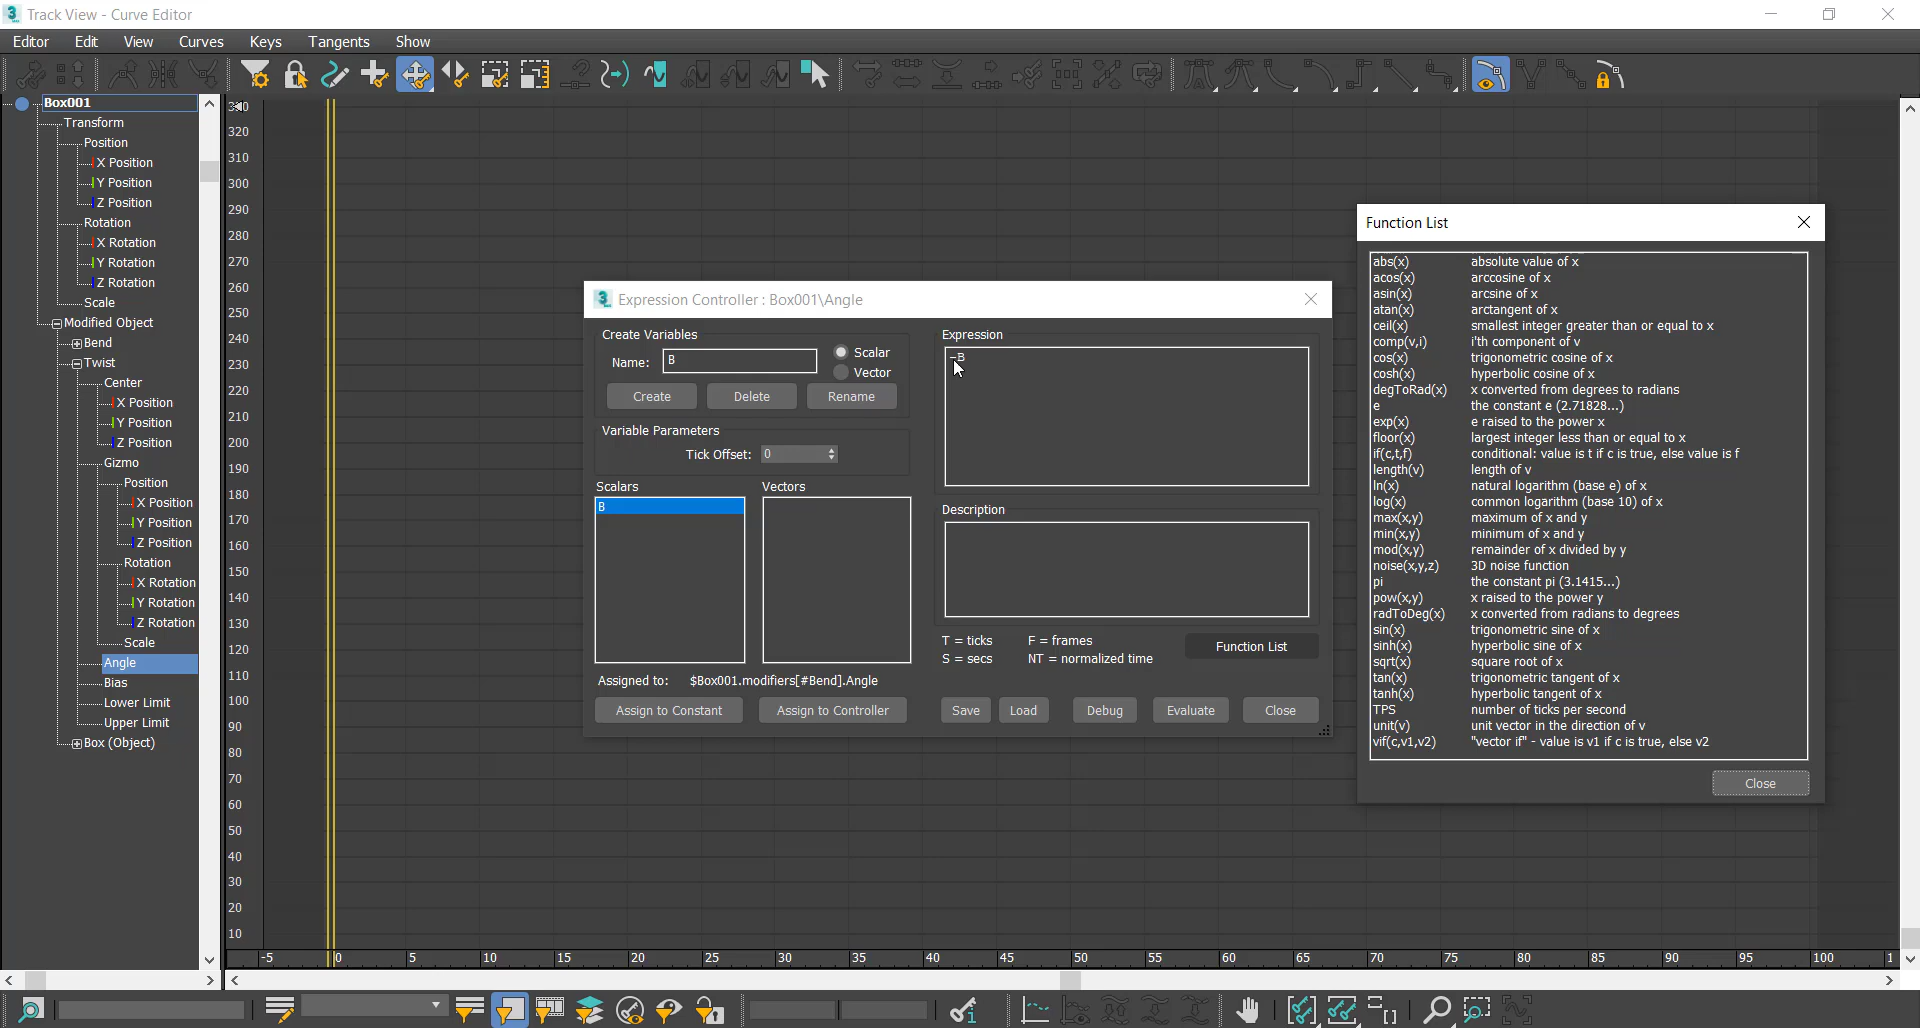 Track View - Curve Editor
Editor Edit View Curves Keys Tangents Show
Box001
Transform
Position
X Position
Y Position
Z Position
Rotation
X Rotation
Y Rotation
Z Rotation
Scale
Modified Object
Bend
Twist
Center
X Position
Y Position
Z Position
Gizmo
Position
X Position
Y Position
Z Position
Rotation
X Rotation
Y Rotation
Z Rotation
Scale
Angle
Bias
Lower Limit
Upper Limit
Box (Object)
320
310
300
290
280
270
260
250
240
230
220
210
200
190
180
170
160
150
140
130
120
110
100
90
80
70
60
50
40
30
20
10
-5 0 5 10 15 20 25 30 35 40 45 50 55 60 65 70 75 80 85 90 95 100
Expression Controller : Box001\Angle
Create Variables
Name: B
Scalar
Vector
Create Delete Rename
Variable Parameters
Tick Offset: 0
Scalars Vectors
B
Expression
-B
Description
T = ticks F = frames
S = secs NT = normalized time
Function List
Assigned to: $Box001.modifiers[#Bend].Angle
Assign to Constant Assign to Controller Save Load Debug Evaluate Close
Function List
abs(x) absolute value of x
acos(x) arccosine of x
asin(x) arcsine of x
atan(x) arctangent of x
ceil(x) smallest integer greater than or equal to x
comp(v,i) i'th component of v
cos(x) trigonometric cosine of x
cosh(x) hyperbolic cosine of x
degToRad(x) x converted from degrees to radians
e the constant e (2.71828...)
exp(x) e raised to the power x
floor(x) largest integer less than or equal to x
if(c,t,f) conditional: value is t if c is true, else value is f
length(v) length of v
ln(x) natural logarithm (base e) of x
log(x) common logarithm (base 10) of x
max(x,y) maximum of x and y
min(x,y) minimum of x and y
mod(x,y) remainder of x divided by y
noise(x,y,z) 3D noise function
pi the constant pi (3.1415...)
pow(x,y) x raised to the power y
radToDeg(x) x converted from radians to degrees
sin(x) trigonometric sine of x
sinh(x) hyperbolic sine of x
sqrt(x) square root of x
tan(x) trigonometric tangent of x
tanh(x) hyperbolic tangent of x
TPS number of ticks per second
unit(v) unit vector in the direction of v
vif(c,v1,v2) "vector if" - value is v1 if c is true, else v2
Close